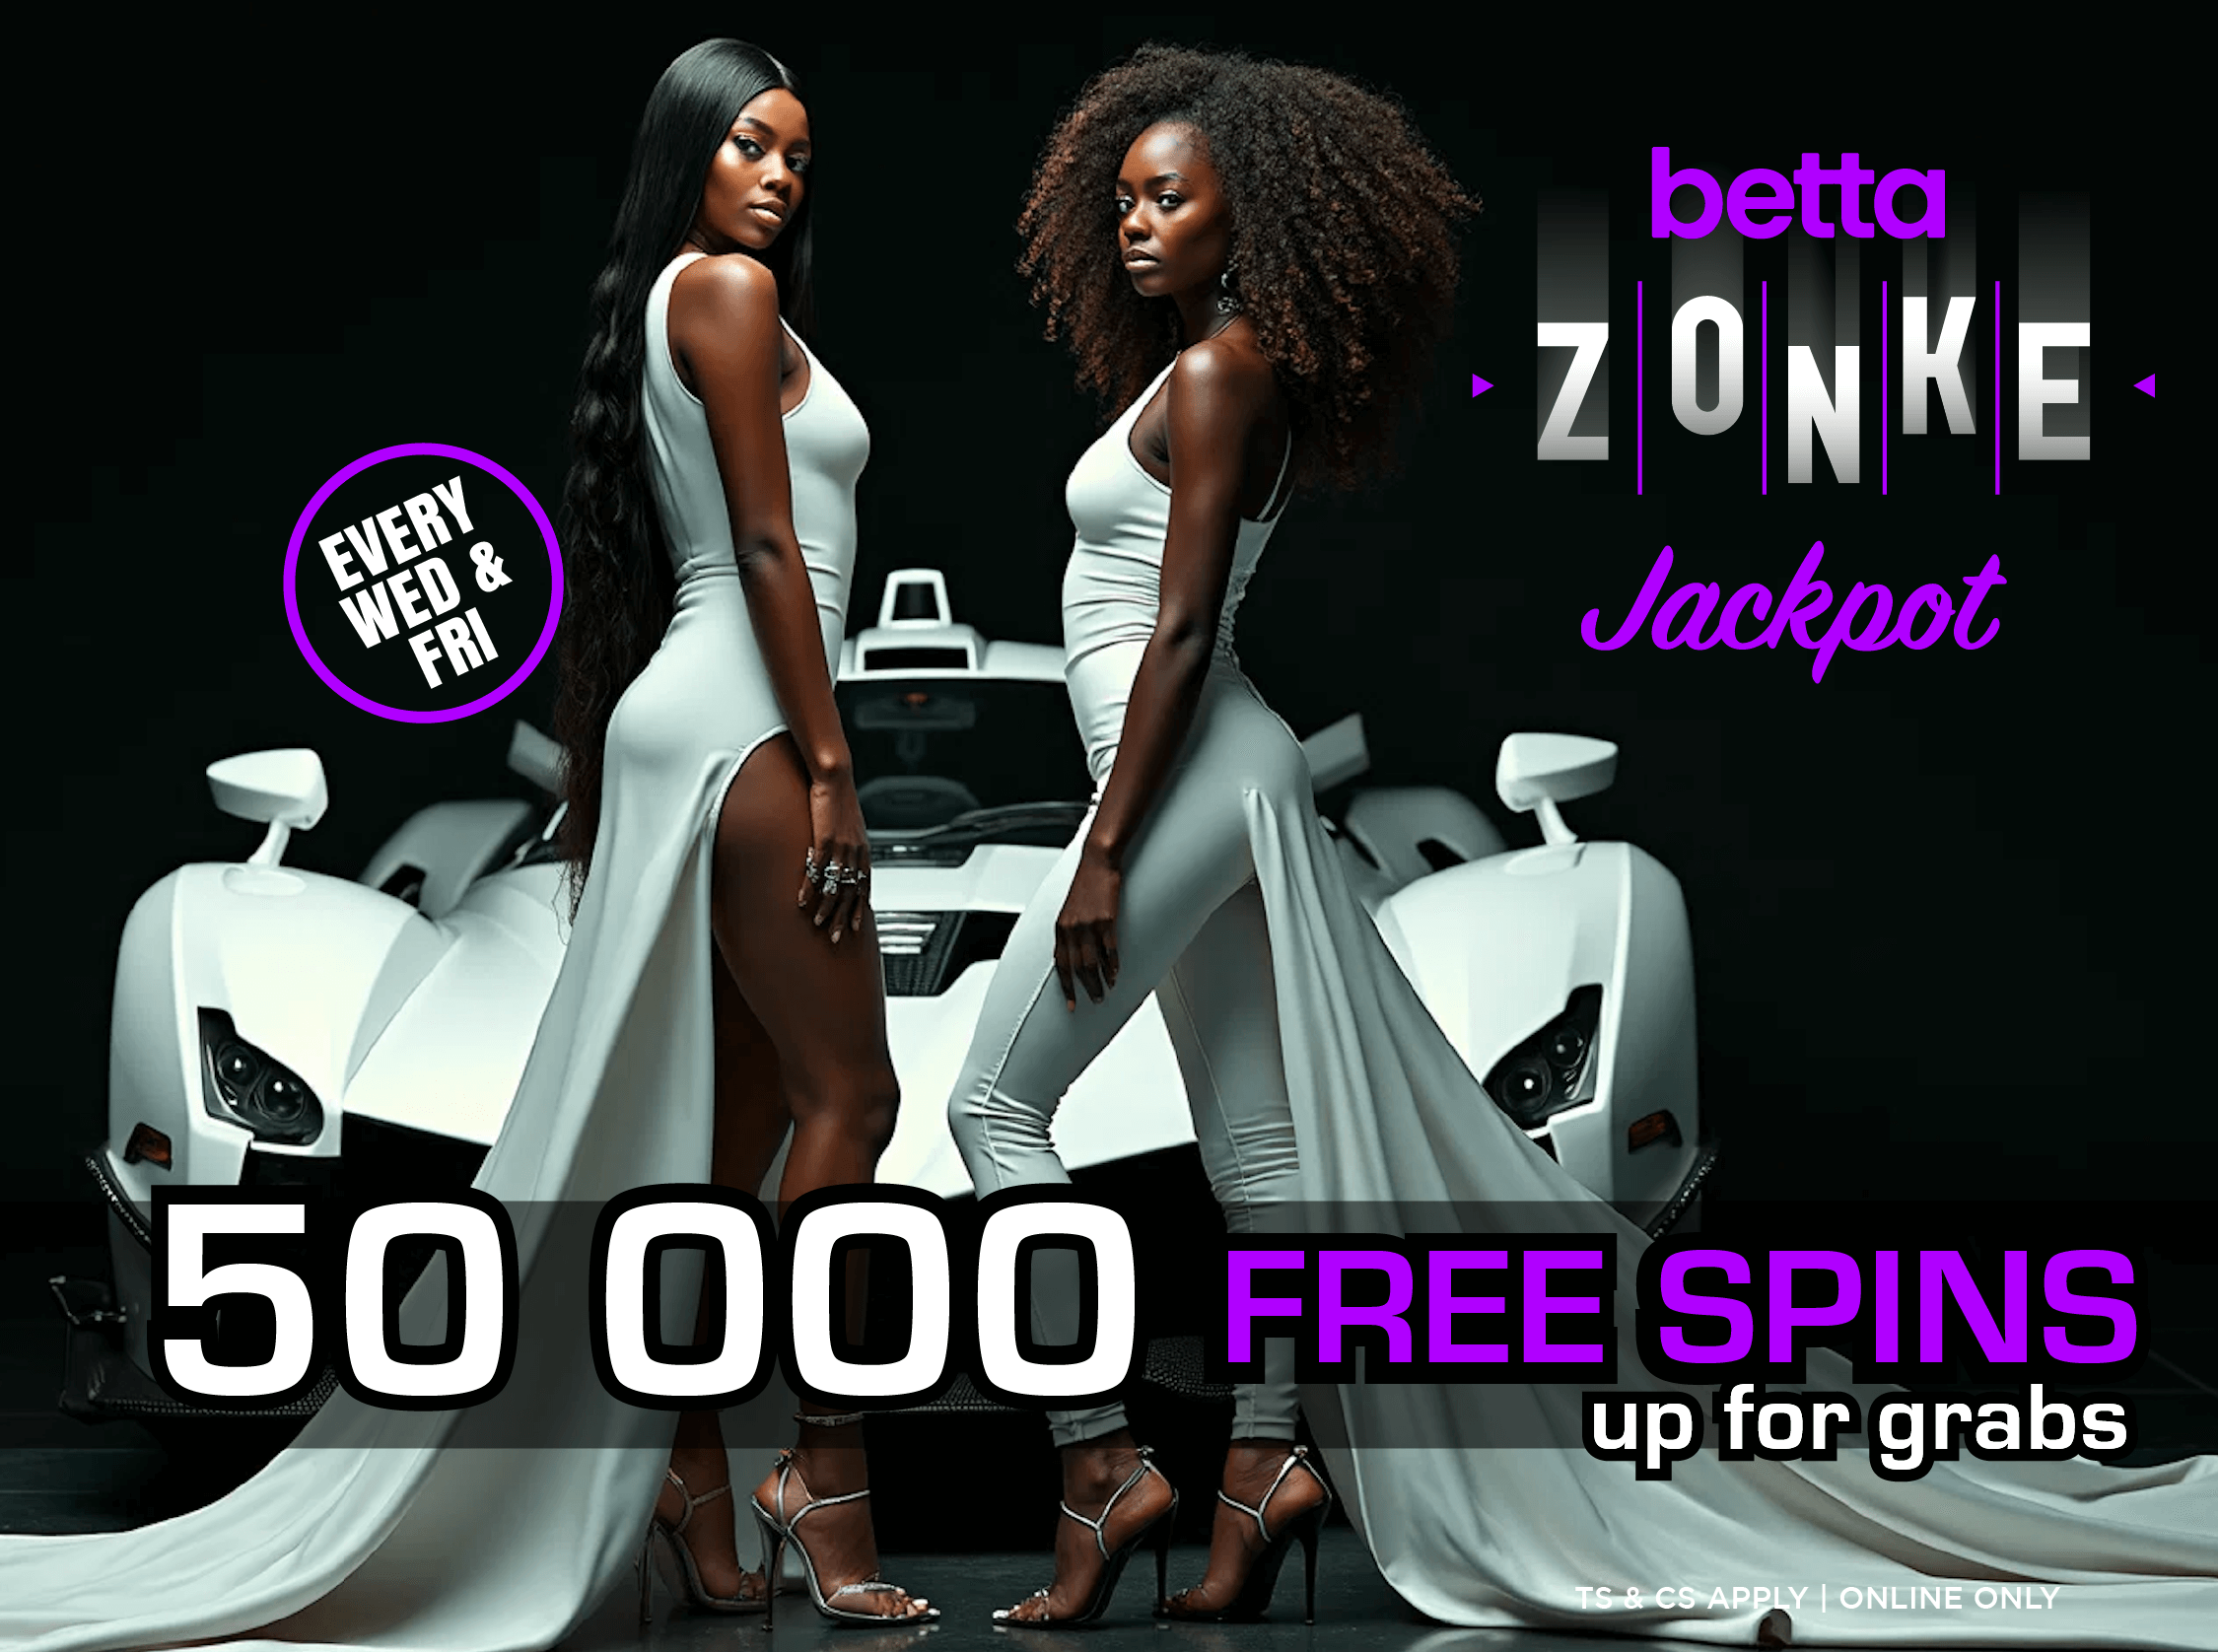 betta
ZONKE
Jackpot
EVERY
WED &
FRI
50 000 FREE SPINS
up for grabs
TS & CS APPLY | ONLINE ONLY